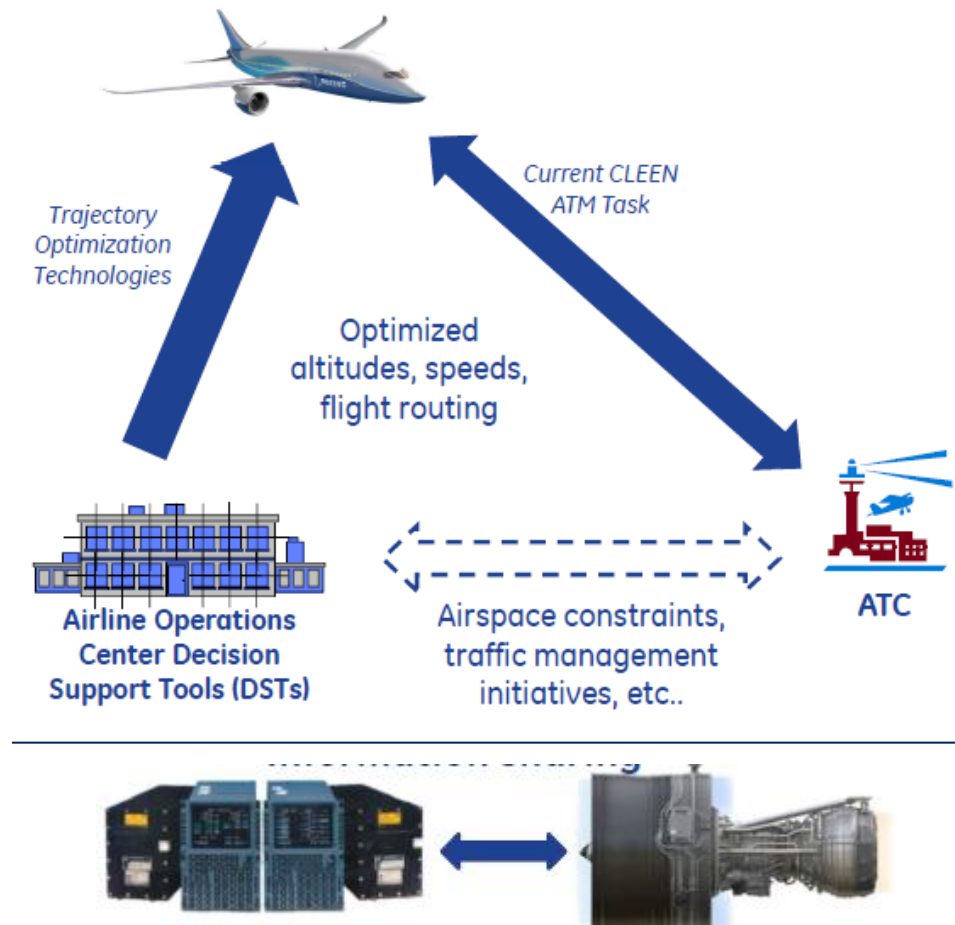 Current CLEEN
ATM Task
Trajectory
Optimization
Technologies
Optimized
altitudes, speeds,
flight routing
Airline Operations
Center Decision
Support Tools (DSTs)
Airspace constraints,
traffic management
initiatives, etc..
ATC